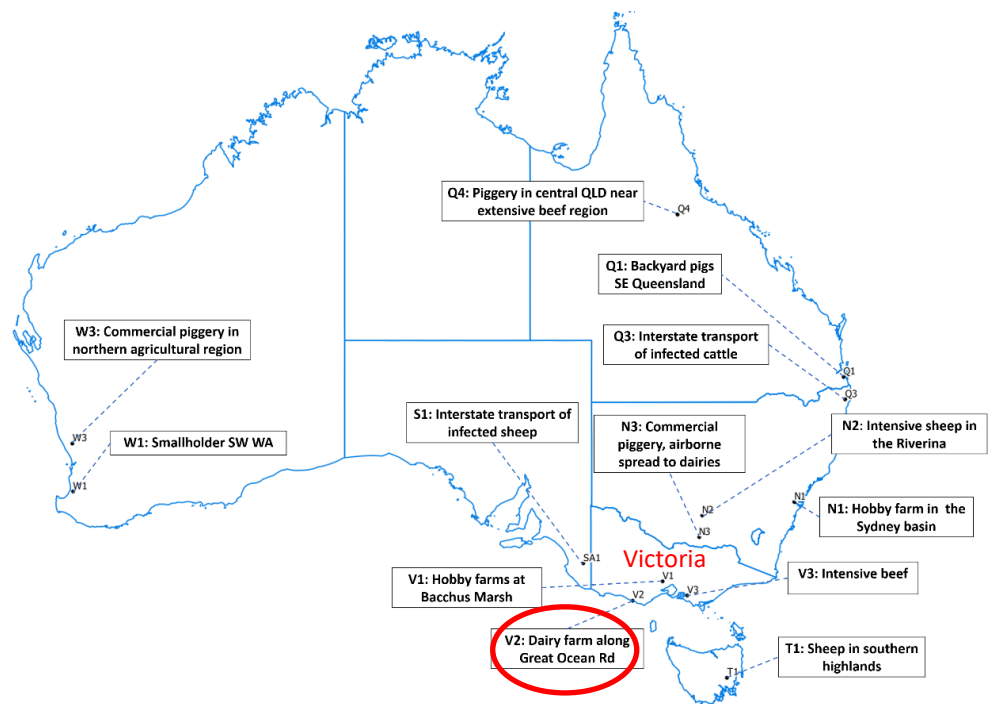 Q4: Piggery in central QLD near
extensive beef region
Q4
Q1: Backyard pigs
SE Queensland
W3: Commercial piggery in
northern agricultural region
Q3: Interstate transport
of infected cattle
Q1
Q3
S1: Interstate transport of
infected sheep
N3: Commercial
piggery, airborne
spread to dairies
N2: Intensive sheep in
the Riverina
W3
W1: Smallholder SW WA
W1
N1
N2
N1: Hobby farm in the
Sydney basin
N3
SA1
Victoria
V1: Hobby farms at
Bacchus Marsh
V1
V3: Intensive beef
V2
V3
V2: Dairy farm along
Great Ocean Rd
T1: Sheep in southern
highlands
T1